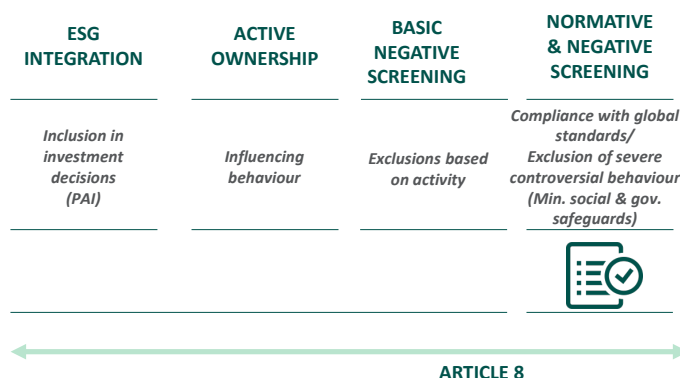 ESG
INTEGRATION
ACTIVE
OWNERSHIP
BASIC
NEGATIVE
SCREENING
NORMATIVE
& NEGATIVE
SCREENING
Inclusion in
investment
decisions
(PAI)
Influencing
behaviour
Exclusions based
on activity
Compliance with global
standards/
Exclusion of severe
controversial behaviour
(Min. social & gov.
safeguards)
ARTICLE 8